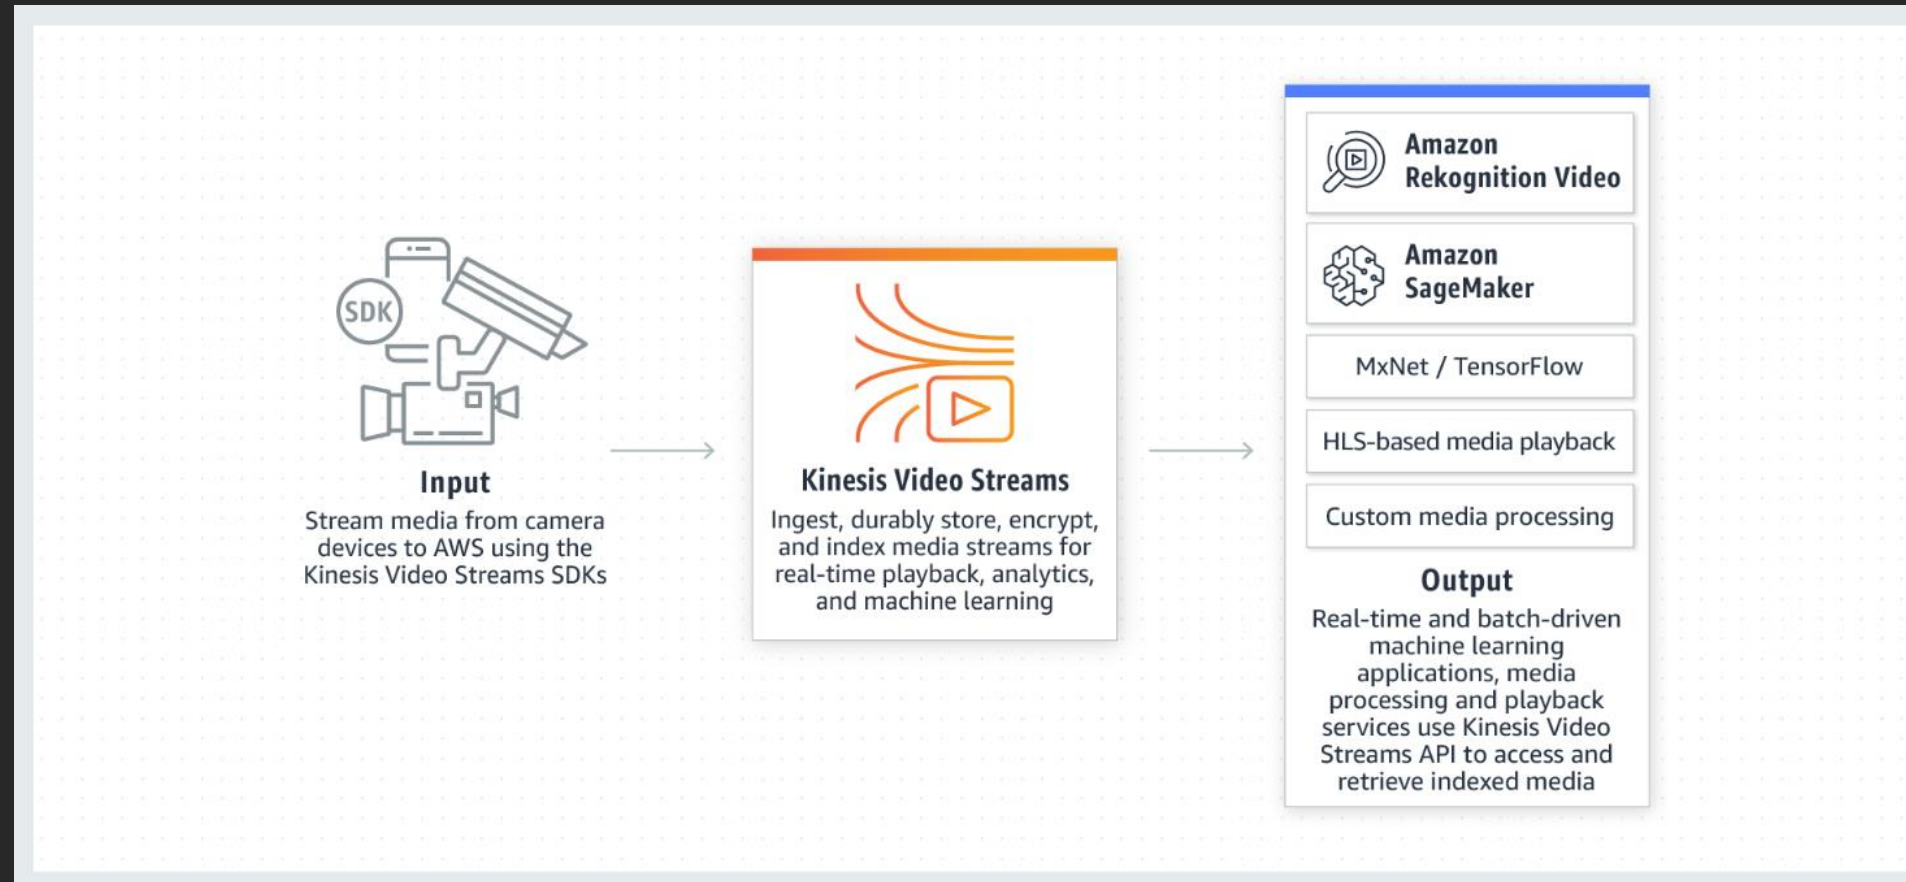 SDK
Input
Stream media from camera
devices to AWS using the
Kinesis Video Streams SDKs
Kinesis Video Streams
Ingest, durably store, encrypt,
and index media streams for
real-time playback, analytics,
and machine learning
Amazon
Rekognition Video
Amazon
SageMaker
MxNet / TensorFlow
HLS-based media playback
Custom media processing
Output
Real-time and batch-driven
machine learning
applications, media
processing and playback
services use Kinesis Video
Streams API to access and
retrieve indexed media